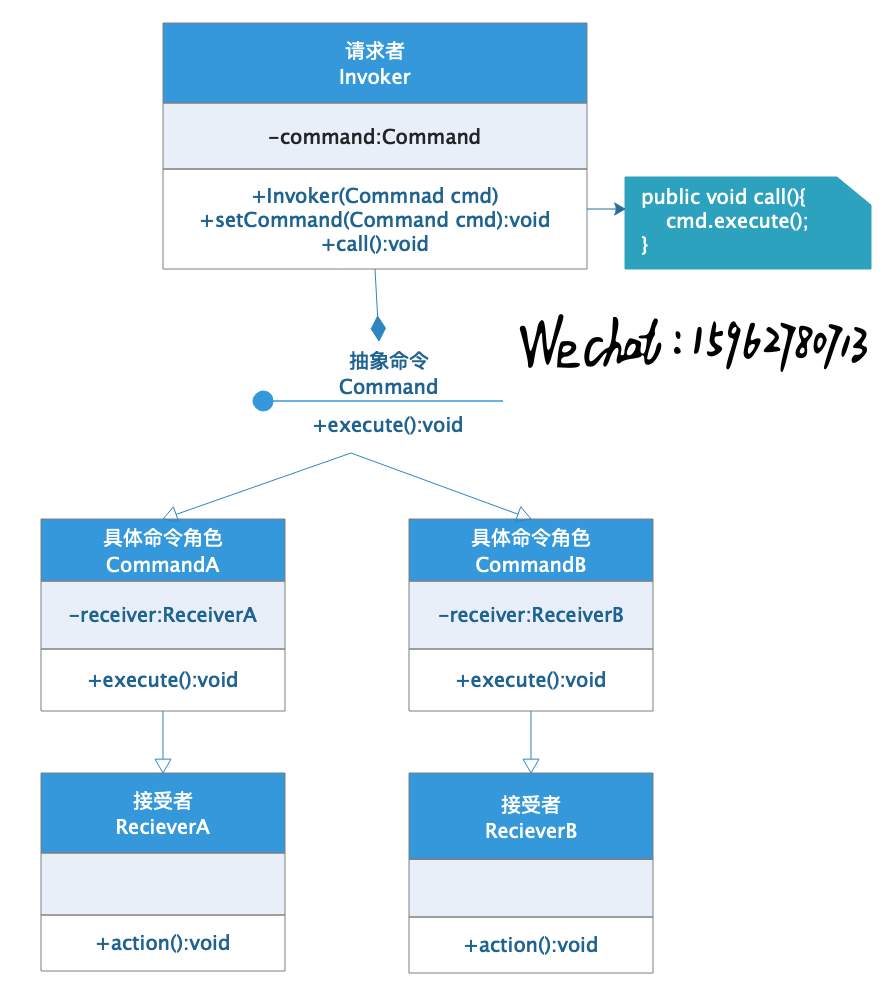 请求者
Invoker
-command:Command
+Invoker(Commnad cmd)
+setCommand(Command cmd):void
+call():void
public void call(){
cmd.execute();
}
Wechat:15962780713
抽象命令
Command
+execute():void
具体命令角色
CommandA
-receiver:ReceiverA
+execute():void
具体命令角色
CommandB
-receiver:ReceiverB
+execute():void
接受者
RecieverA
+action():void
接受者
RecieverB
+action():void